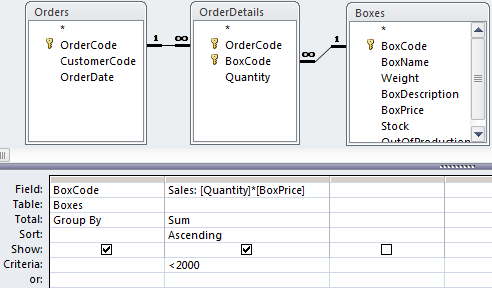 Orders
*
OrderCode
CustomerCode
OrderDate
1 ∞
OrderDetails
*
OrderCode
BoxCode
Quantity
∞ 1
Boxes
*
BoxCode
BoxName
Weight
BoxDescription
BoxPrice
Stock
OutOfProduction
Field: BoxCode Sales: [Quantity]*[BoxPrice]
Table: Boxes
Total: Group By Sum
Sort: Ascending
Show:
Criteria: <2000
or: